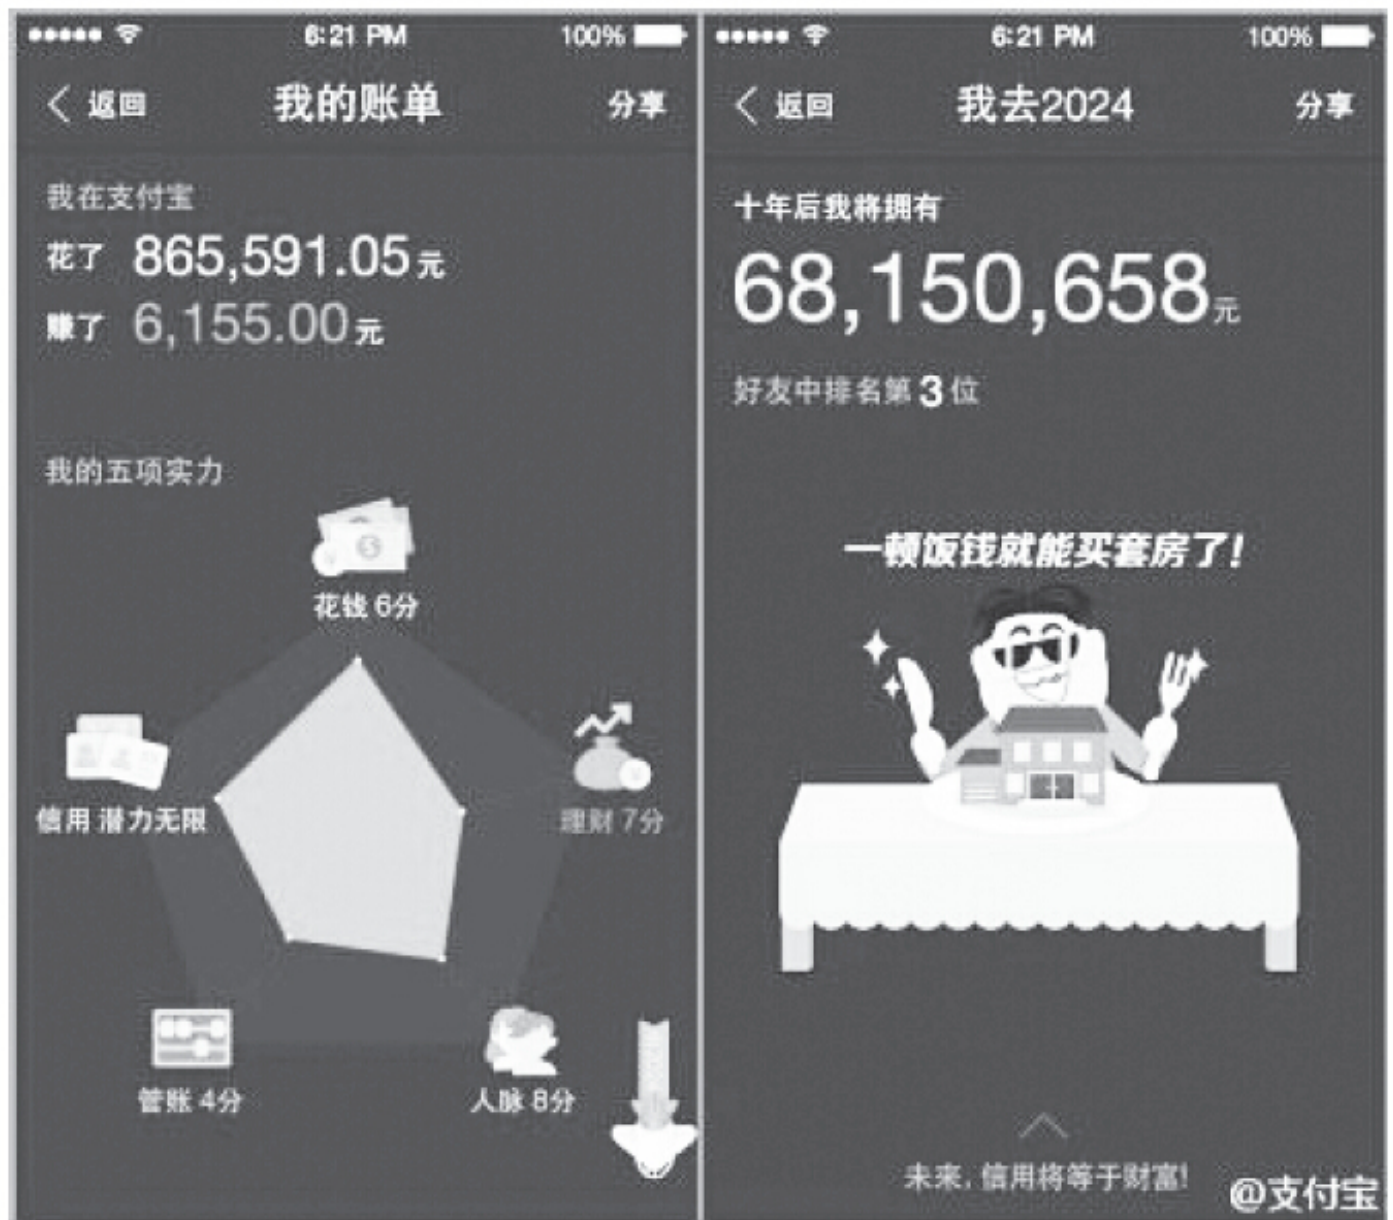 6:21 PM 100%
返回 我的账单 分享
我在支付宝
花了 865,591.05元
赚了 6,155.00元
我的五项实力
花钱 6分
信用 潜力无限
理财 7分
管账 4分
人脉 8分
6:21 PM 100%
返回 我去2024 分享
十年后我将拥有
68,150,658元
好友中排名第3位
一顿饭钱就能买套房了!
未来,信用将等于财富!
@支付宝